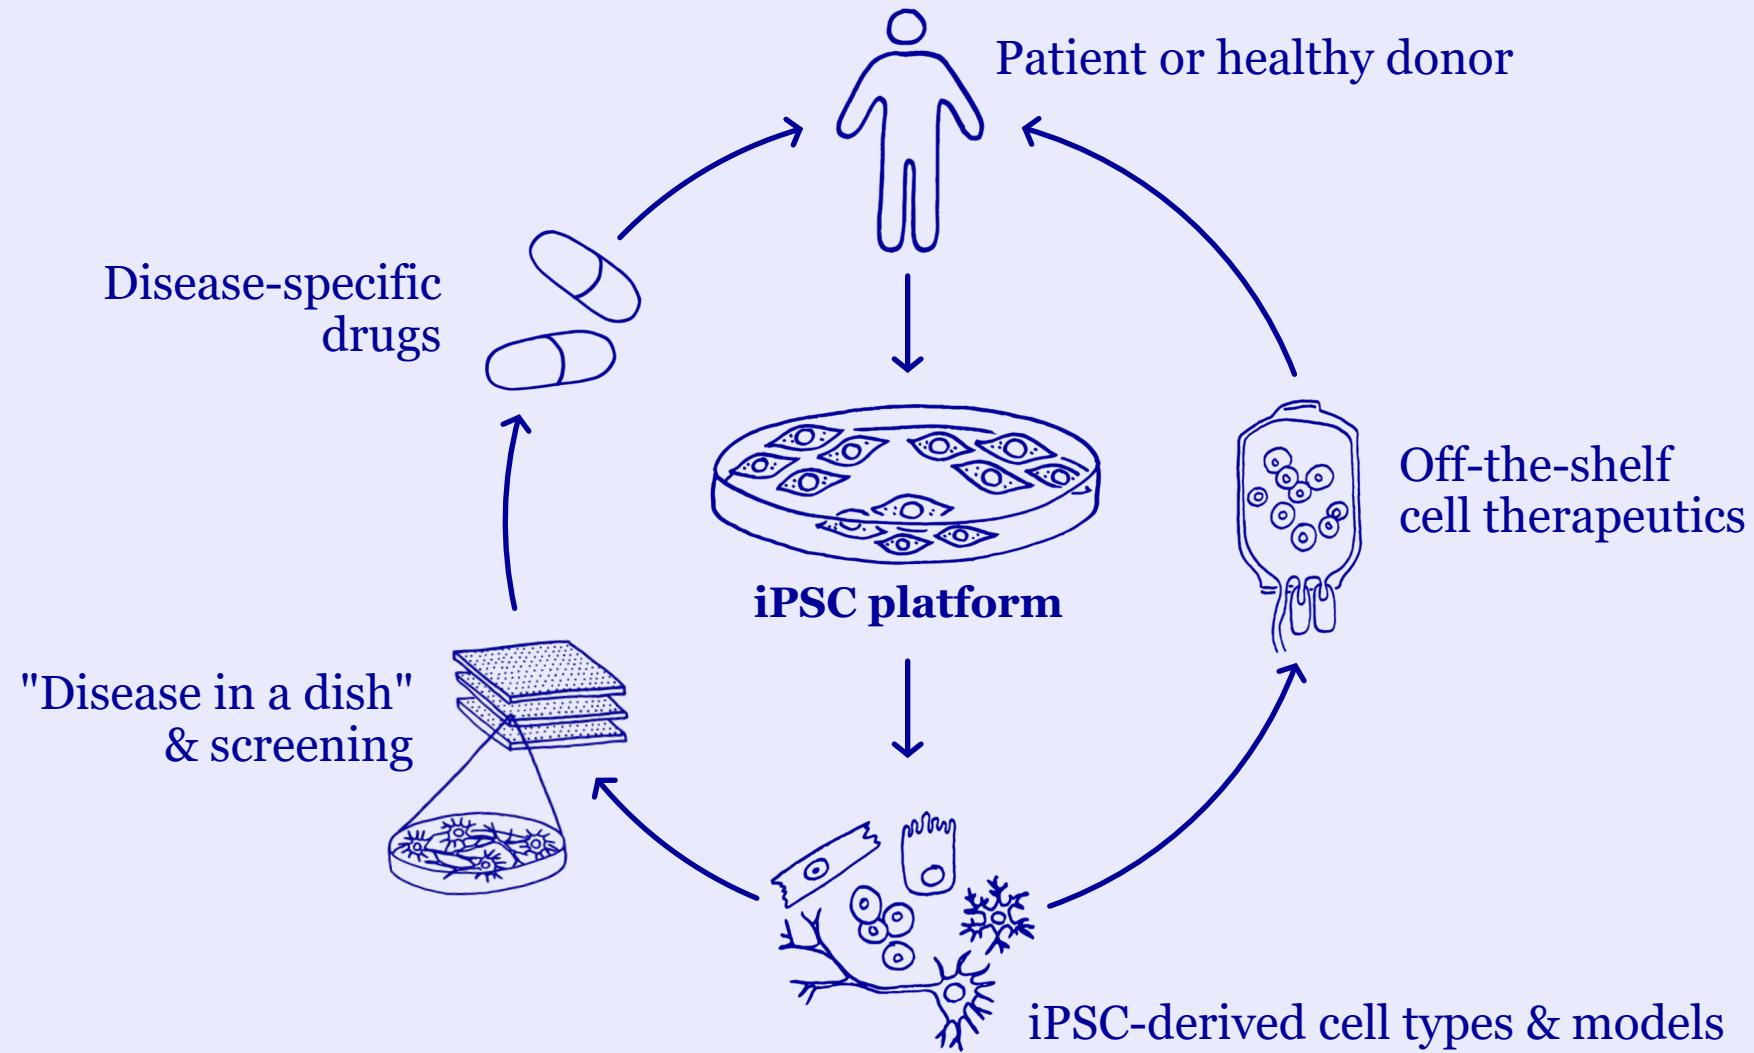 Patient or healthy donor
Disease-specific
drugs
Off-the-shelf
cell therapeutics
iPSC platform
"Disease in a dish"
& screening
iPSC-derived cell types & models